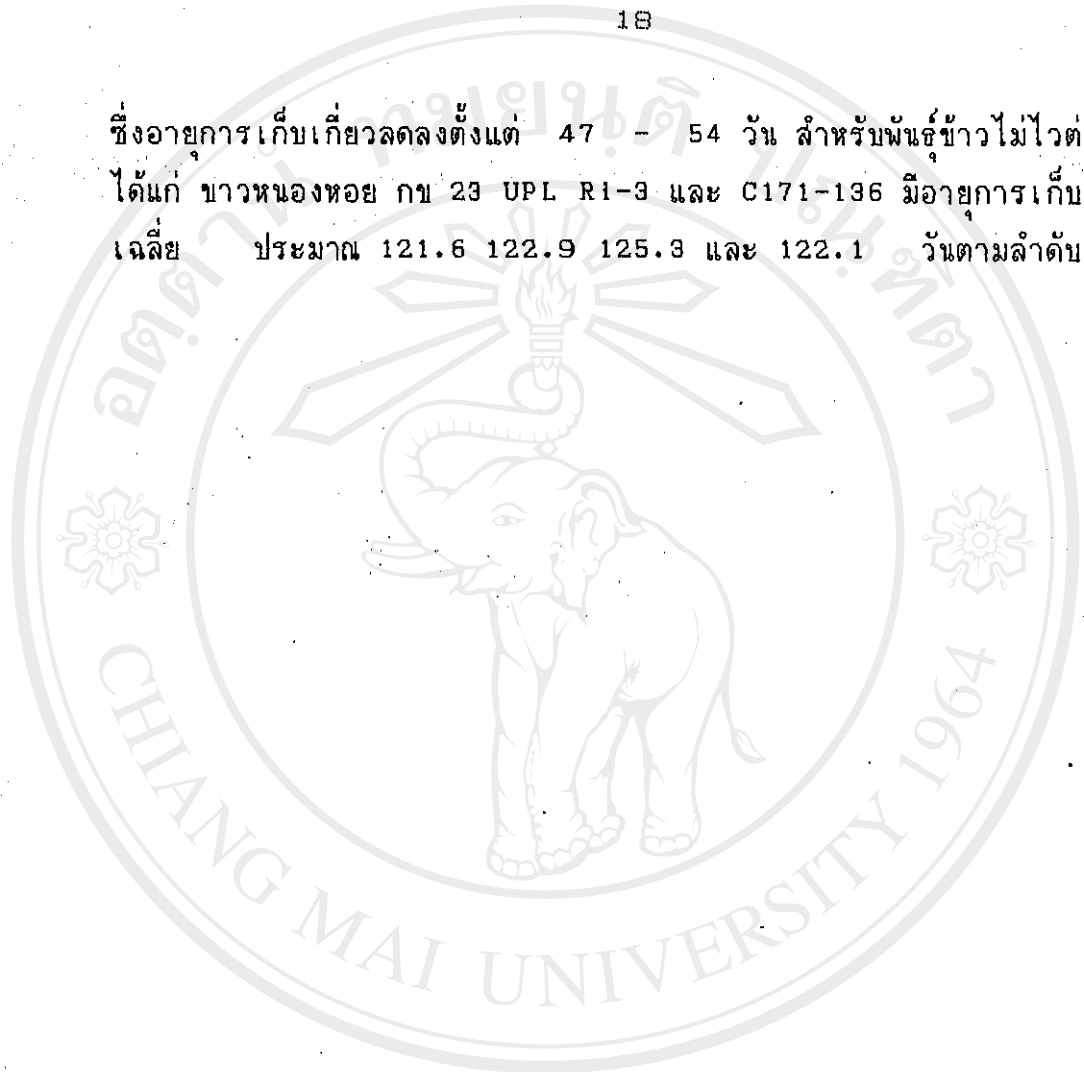 18
ซึ่งอายุการเก็บเกี่ยวลดลงตั้งแต่ 47 - 54 วัน สำหรับพันธุ์ข้าวไม่ไวต่
ได้แก่ ขาวหนองหอย กข 23 UPL R1-3 และ C171-136 มีอายุการเก็บ
เฉลี่ย ประมาณ 121.6 122.9 125.3 และ 122.1 วันตามลำดับ
CHIANG MAI UNIVERSITY 1964